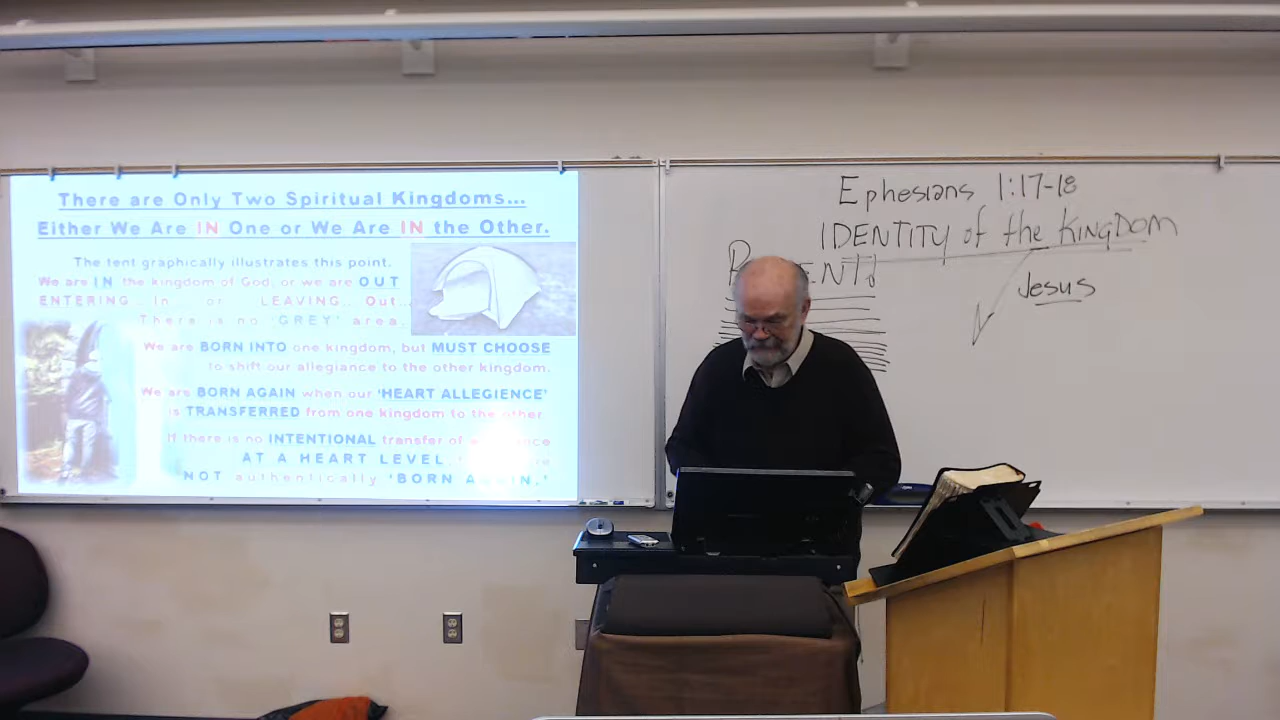 There are Only Two Spiritual Kingdoms...
Either We Are IN One or We Are IN the Other.
The tent graphically illustrates this point.
We are IN the kingdom of God, or we are OUT
ENTERING.. In... or LEAVING.. Out..
There is no 'GREY' area.
We are BORN INTO one kingdom, but MUST CHOOSE
to shift our allegiance to the other kingdom.
We are BORN AGAIN when our 'HEART ALLEGIENCE'
is TRANSFERRED from one kingdom to the other
If there is no INTENTIONAL transfer of
AT A HEART LEVEL
NOT authentically 'BORN AGAIN.'
Ephesians 1:17-18
IDENTITY of the KINGDOM
Jesus